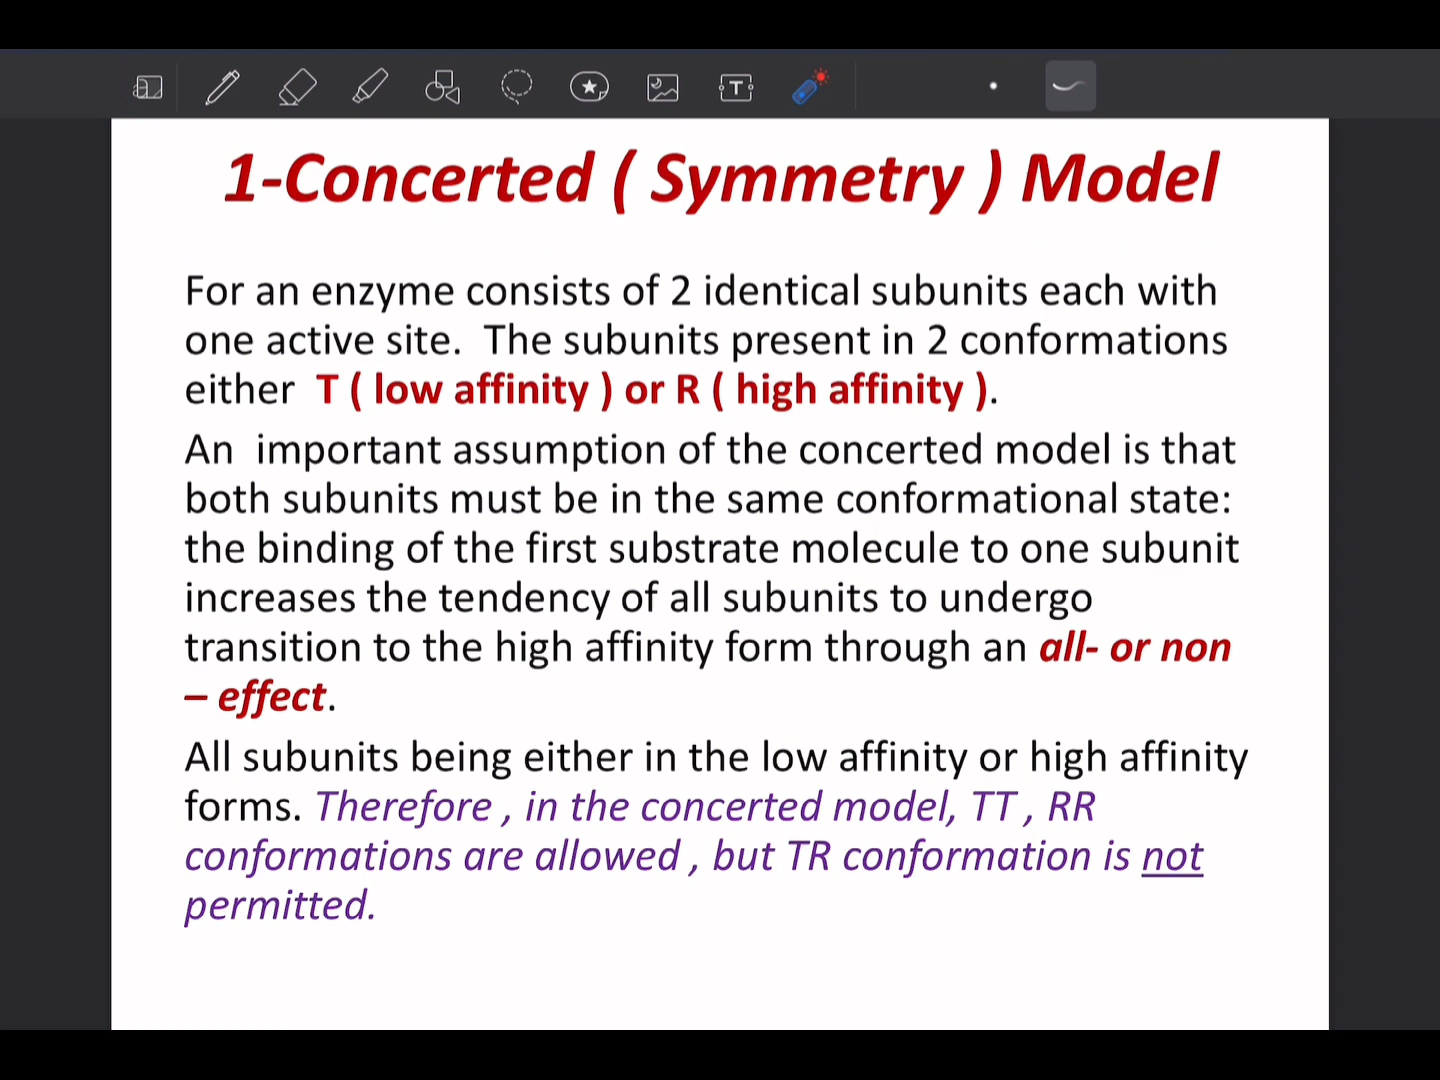 1-Concerted ( Symmetry ) Model
For an enzyme consists of 2 identical subunits each with
one active site.  The subunits present in 2 conformations
either  T ( low affinity ) or R ( high affinity ).
An  important assumption of the concerted model is that
both subunits must be in the same conformational state:
the binding of the first substrate molecule to one subunit
increases the tendency of all subunits to undergo
transition to the high affinity form through an all- or non
– effect.
All subunits being either in the low affinity or high affinity
forms. Therefore , in the concerted model, TT , RR
conformations are allowed , but TR conformation is not
permitted.